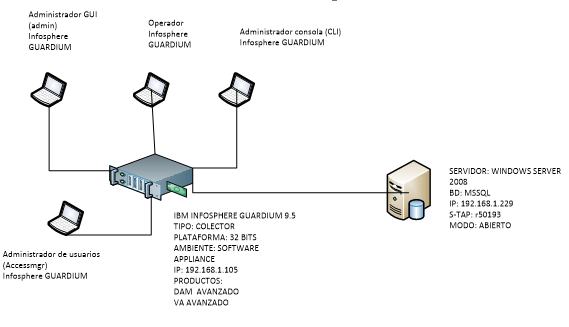 Administrador GUI
(admin)
Infosphere
GUARDIUM
Operador
Infosphere
GUARDIUM
Administrador consola (CLI)
Infosphere GUARDIUM
SERVIDOR: WINDOWS SERVER
2008
BD: MSSQL
IP: 192.168.1.229
S-TAP: r50193
MODO: ABIERTO
IBM INFOSPHERE GUARDIUM 9.5
TIPO: COLECTOR
PLATAFORMA: 32 BITS
AMBIENTE: SOFTWARE
APPLIANCE
IP: 192.168.1.105
PRODUCTOS:
DAM  AVANZADO
VA AVANZADO
Administrador de usuarios
(Accessmgr)
Infosphere GUARDIUM